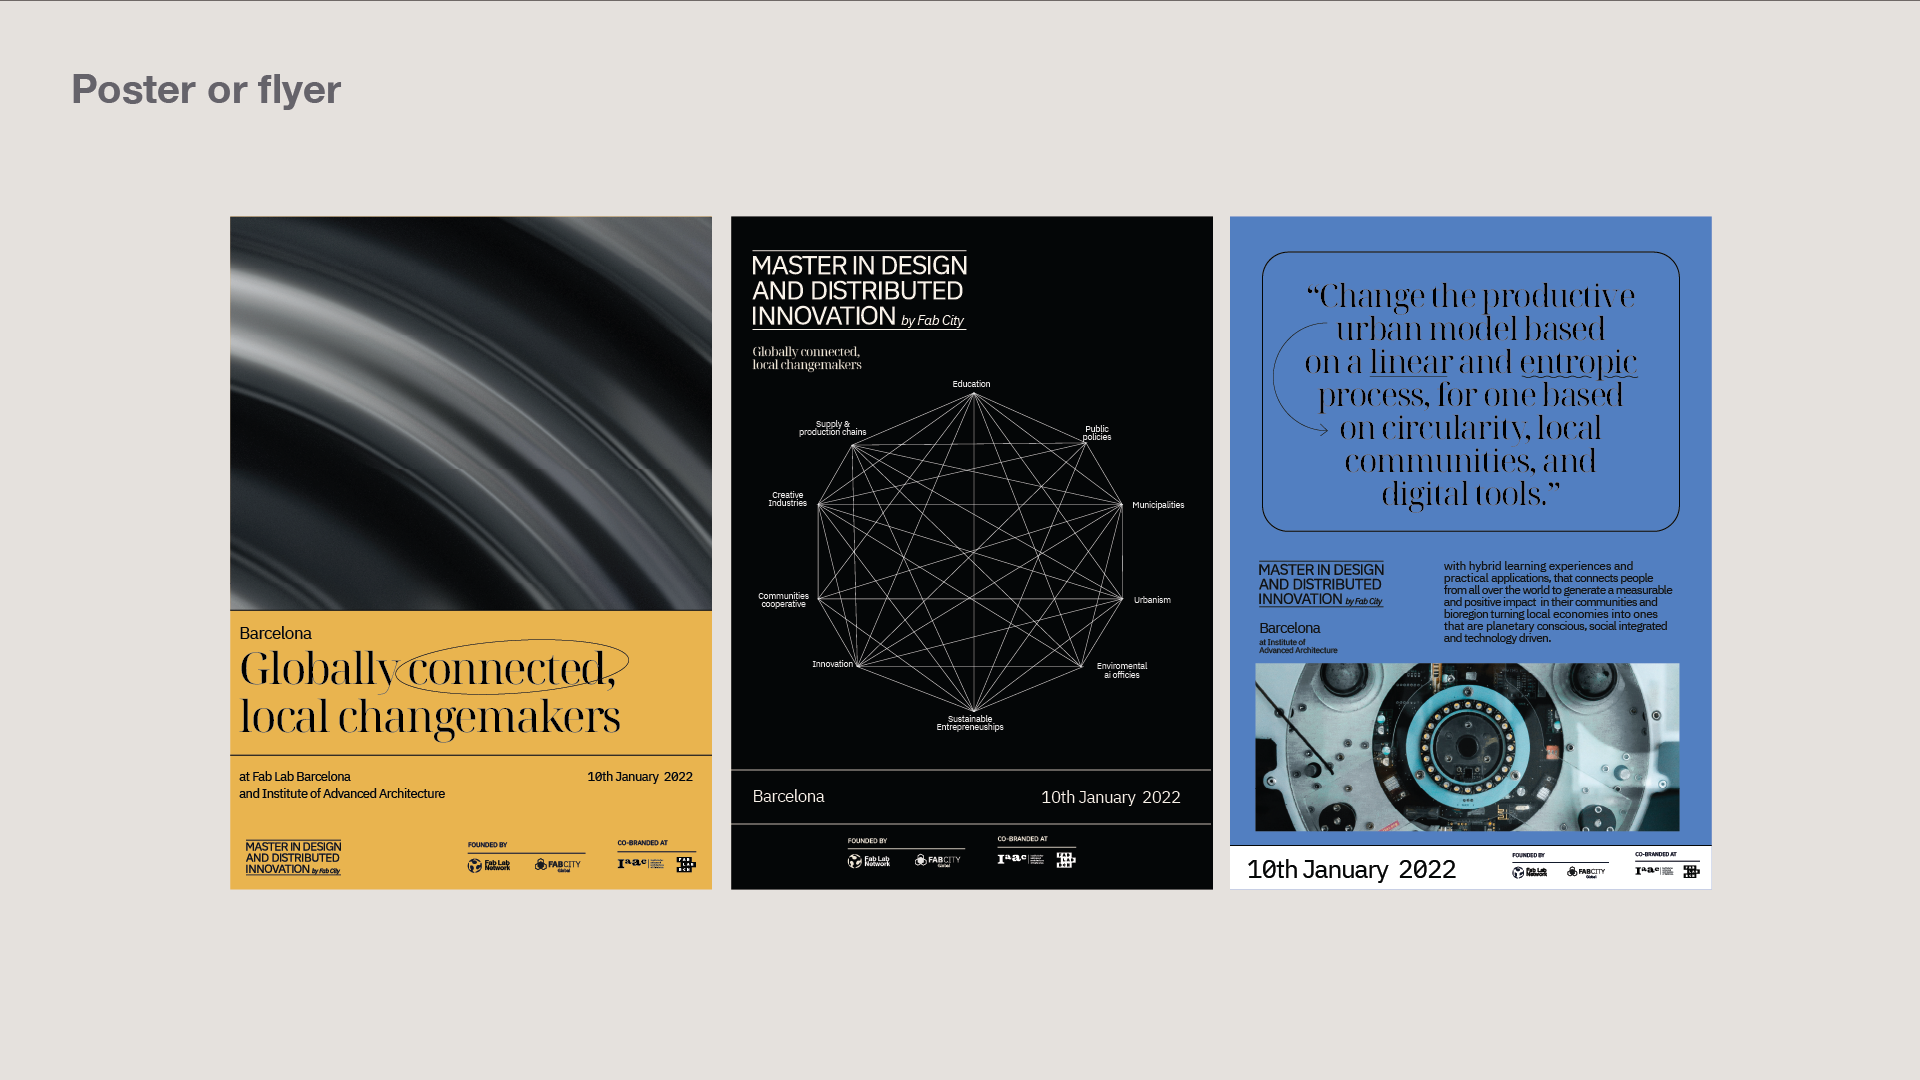 Poster or flyer
Barcelona
Globally connected,
local changemakers
at Fab Lab Barcelona
and Institute of Advanced Architecture
10th January 2022
MASTER IN DESIGN
AND DISTRIBUTED
INNOVATION by Fab City
FOUNDED BY
Fab Lab
Network
FABCITY
Global
CO-BRANDED AT
Iaac
FAB
LAB
BCN
MASTER IN DESIGN
AND DISTRIBUTED
INNOVATION by Fab City
Globally connected,
local changemakers
Education
Supply &
production chains
Public
policies
Creative
Industries
Municipalities
Communities
cooperative
Urbanism
Innovation
Enviromental
ai officies
Sustainable
Entrepreneuships
Barcelona
10th January 2022
FOUNDED BY
Fab Lab
Network
FABCITY
Global
CO-BRANDED AT
Iaac
“Change the productive
urban model based
on a linear and entropic
process, for one based
on circularity, local
communities, and
digital tools.”
MASTER IN DESIGN
AND DISTRIBUTED
INNOVATION by Fab City
Barcelona
at Institute of
Advanced Architecture
with hybrid learning experiences and
practical applications, that connects people
from all over the world to generate a measurable
and positive impact in their communities and
bioregion turning local economies into ones
that are planetary conscious, social integrated
and technology driven.
10th January 2022
FOUNDED BY
Fab Lab
Network
FABCITY
Global
CO-BRANDED AT
Iaac